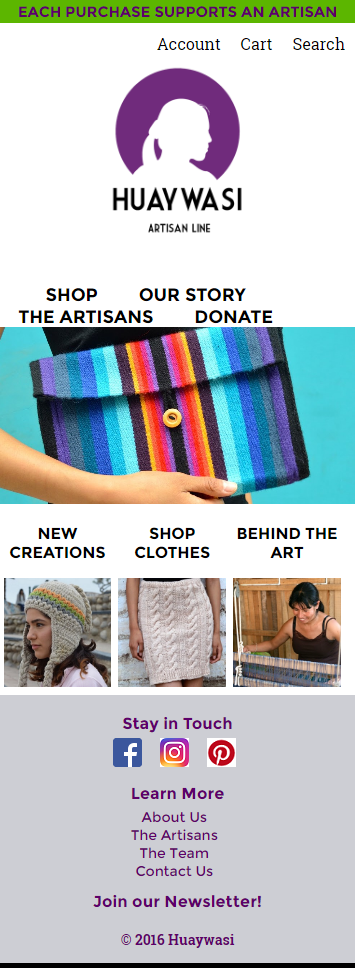 EACH PURCHASE SUPPORTS AN ARTISAN
Account Cart Search
HUAYWASI
ARTISAN LINE
SHOP OUR STORY
THE ARTISANS DONATE
NEW CREATIONS
SHOP CLOTHES
BEHIND THE ART
Stay in Touch
Learn More
About Us
The Artisans
The Team
Contact Us
Join our Newsletter!
© 2016 Huaywasi